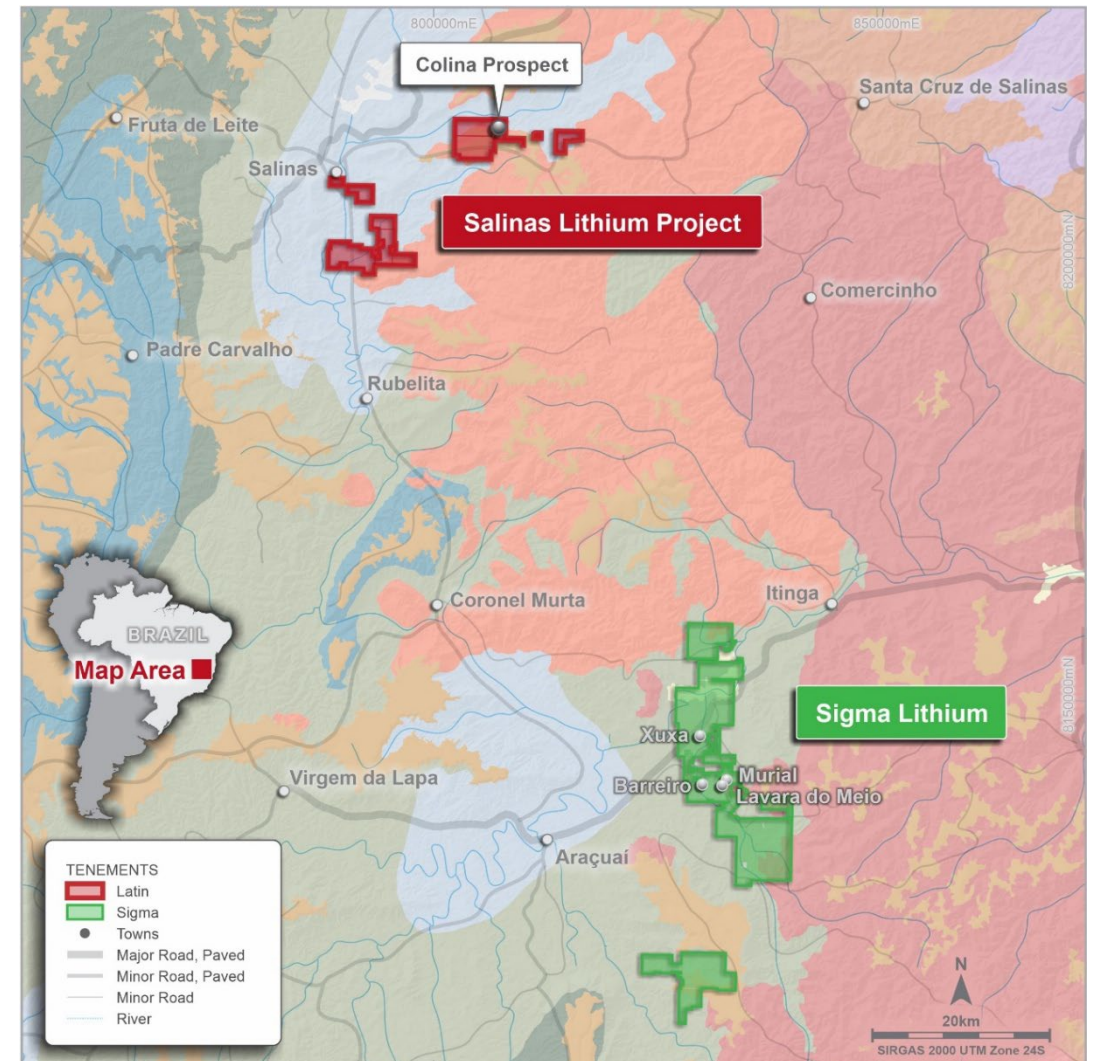 800000mE
850000mE
Colina Prospect
Santa Cruz de Salinas
Fruta de Leite
Salinas
Salinas Lithium Project
8200000mN
Comercinho
Padre Carvalho
Rubelita
Coronel Murta
Itinga
BRAZIL
Map Area
8150000mN
Sigma Lithium
Xuxa
Murial
Barreiro
Lavara do Meio
Virgem da Lapa
Araçuaí
TENEMENTS
Latin
Sigma
Towns
Major Road, Paved
Minor Road, Paved
Minor Road
River
N
20km
SIRGAS 2000 UTM Zone 24S